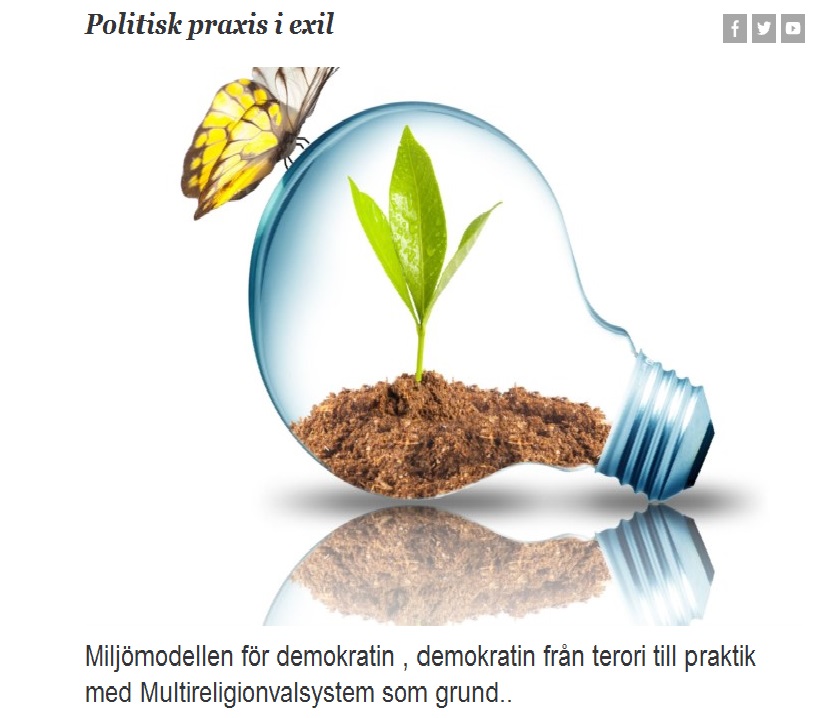 Politisk praxis i exil
Miljömodellen för demokratin , demokratin från terori till praktik
med Multireligionvalsystem som grund..